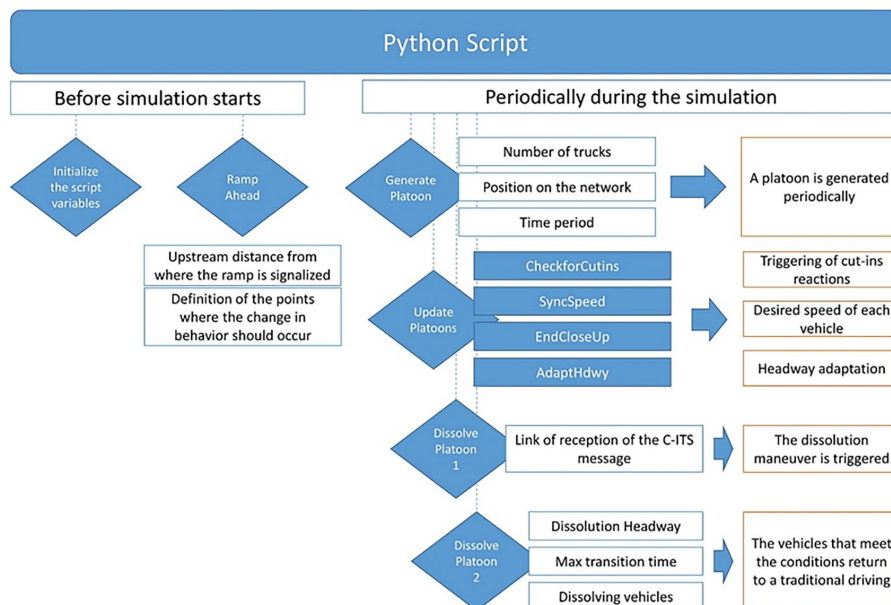 Python Script
Before simulation starts
Periodically during the simulation
Initialize
the script
variables
Ramp
Ahead
Upstream distance from
where the ramp is signalized
Definition of the points
where the change in
behavior should occur
Generate
Platoon
Number of trucks
Position on the network
Time period
A platoon is generated
periodically
Update
Platoons
CheckforCutins
SyncSpeed
EndCloseUp
AdaptHdwy
Triggering of cut-ins
reactions
Desired speed of each
vehicle
Headway adaptation
Dissolve
Platoon
1
Link of reception of the C-ITS
message
The dissolution
maneuver is triggered
Dissolve
Platoon
2
Dissolution Headway
Max transition time
Dissolving vehicles
The vehicles that meet
the conditions return
to a traditional driving